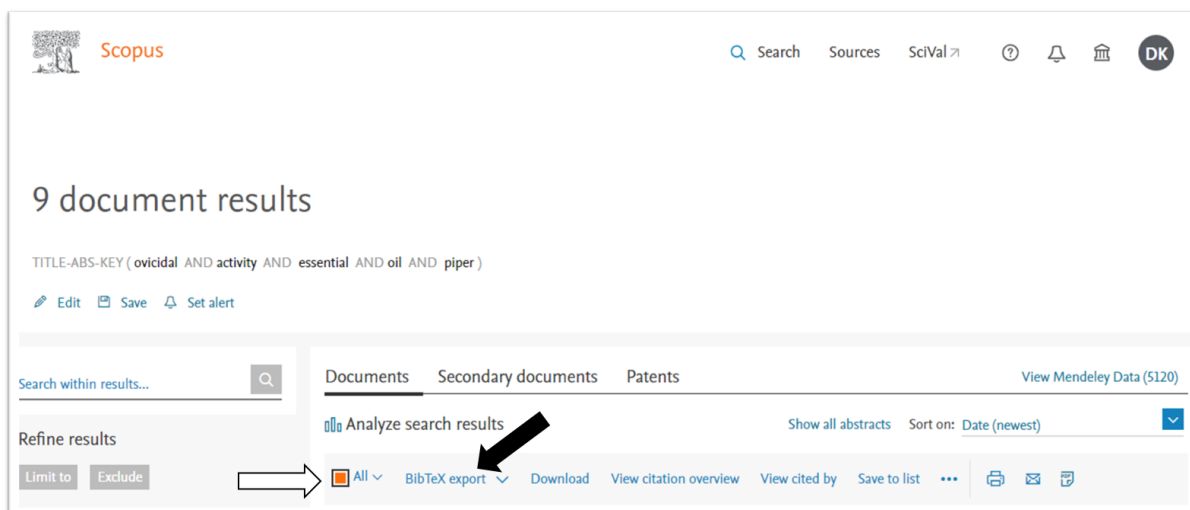 Scopus
Search Sources SciVal DK
9 document results
TITLE-ABS-KEY ( ovicidal AND activity AND essential AND oil AND piper )
Edit Save Set alert
Search within results...
Documents Secondary documents Patents View Mendeley Data (5120)
Analyze search results Show all abstracts Sort on: Date (newest)
Refine results
Limit to Exclude
All BibTeX export Download View citation overview View cited by Save to list ...